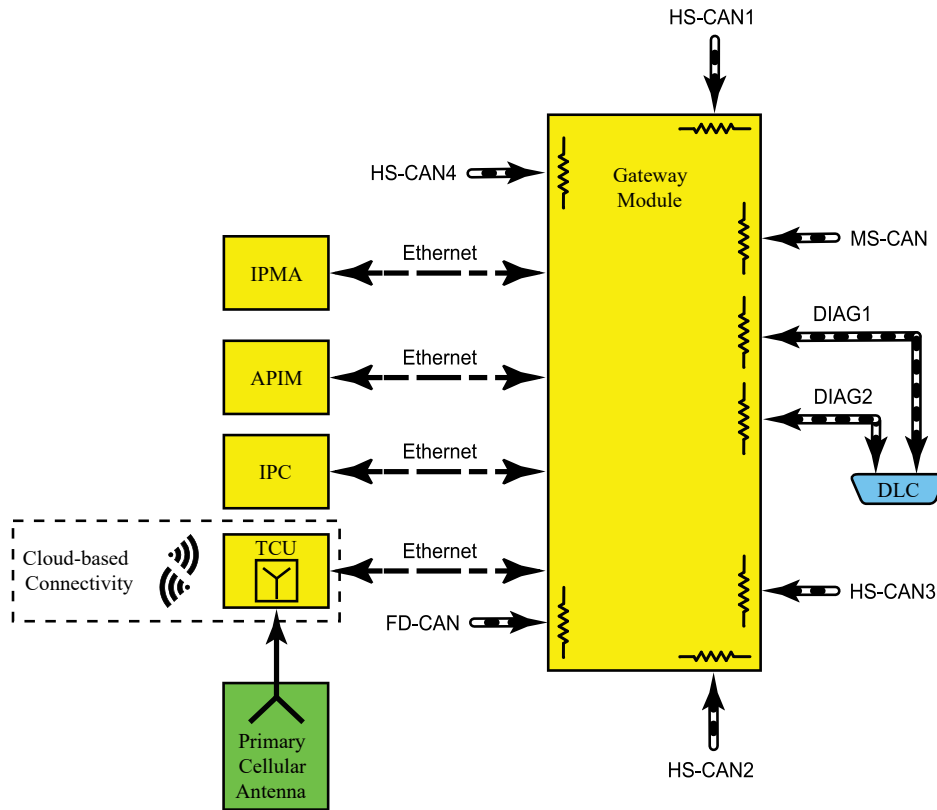 HS-CAN1
HS-CAN4
Gateway
Module
MS-CAN
Ethernet
IPMA
DIAG1
Ethernet
APIM
DIAG2
Ethernet
IPC
DLC
Cloud-based
Connectivity
TCU
Ethernet
HS-CAN3
FD-CAN
Primary
Cellular
Antenna
HS-CAN2